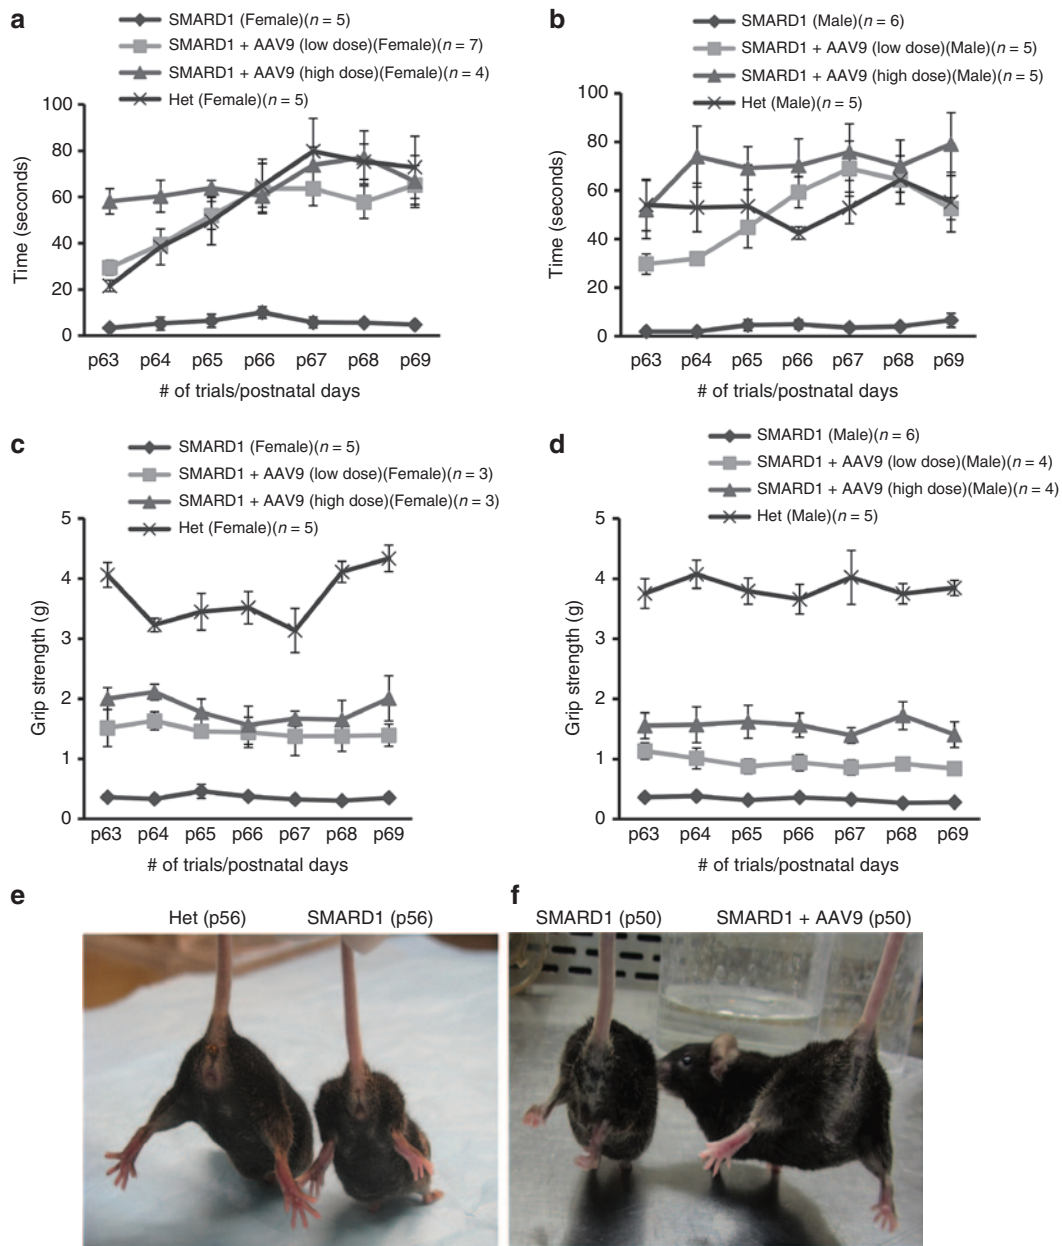 a
SMARD1 (Female)(n = 5)
SMARD1 + AAV9 (low dose)(Female)(n = 7)
SMARD1 + AAV9 (high dose)(Female)(n = 4)
Het (Female)(n = 5)
Time (seconds)
100
80
60
40
20
0
p63 p64 p65 p66 p67 p68 p69
# of trials/postnatal days
b
SMARD1 (Male)(n = 6)
SMARD1 + AAV9 (low dose)(Male)(n = 5)
SMARD1 + AAV9 (high dose)(Male)(n = 5)
Het (Male)(n = 5)
Time (seconds)
100
80
60
40
20
0
p63 p64 p65 p66 p67 p68 p69
# of trials/postnatal days
c
SMARD1 (Female)(n = 5)
SMARD1 + AAV9 (low dose)(Female)(n = 3)
SMARD1 + AAV9 (high dose)(Female)(n = 3)
Het (Female)(n = 5)
Grip strength (g)
5
4
3
2
1
0
p63 p64 p65 p66 p67 p68 p69
# of trials/postnatal days
d
SMARD1 (Male)(n = 6)
SMARD1 + AAV9 (low dose)(Male)(n = 4)
SMARD1 + AAV9 (high dose)(Male)(n = 4)
Het (Male)(n = 5)
Grip strength (g)
5
4
3
2
1
0
p63 p64 p65 p66 p67 p68 p69
# of trials/postnatal days
e
Het (p56) SMARD1 (p56)
f
SMARD1 (p50) SMARD1 + AAV9 (p50)